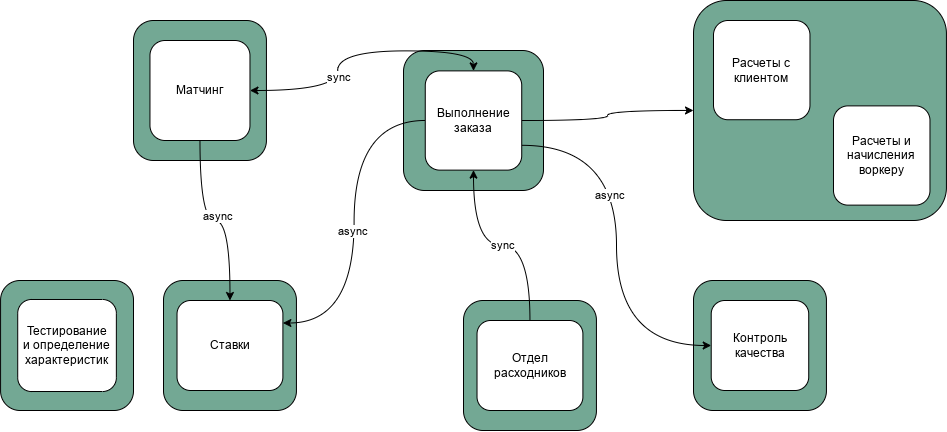 Матчинг
sync
Выполнение
заказа
Расчеты с
клиентом
Расчеты и
начисления
воркеру
async
async
async
sync
Тестирование
и определение
характеристик
Ставки
Отдел
расходников
Контроль
качества